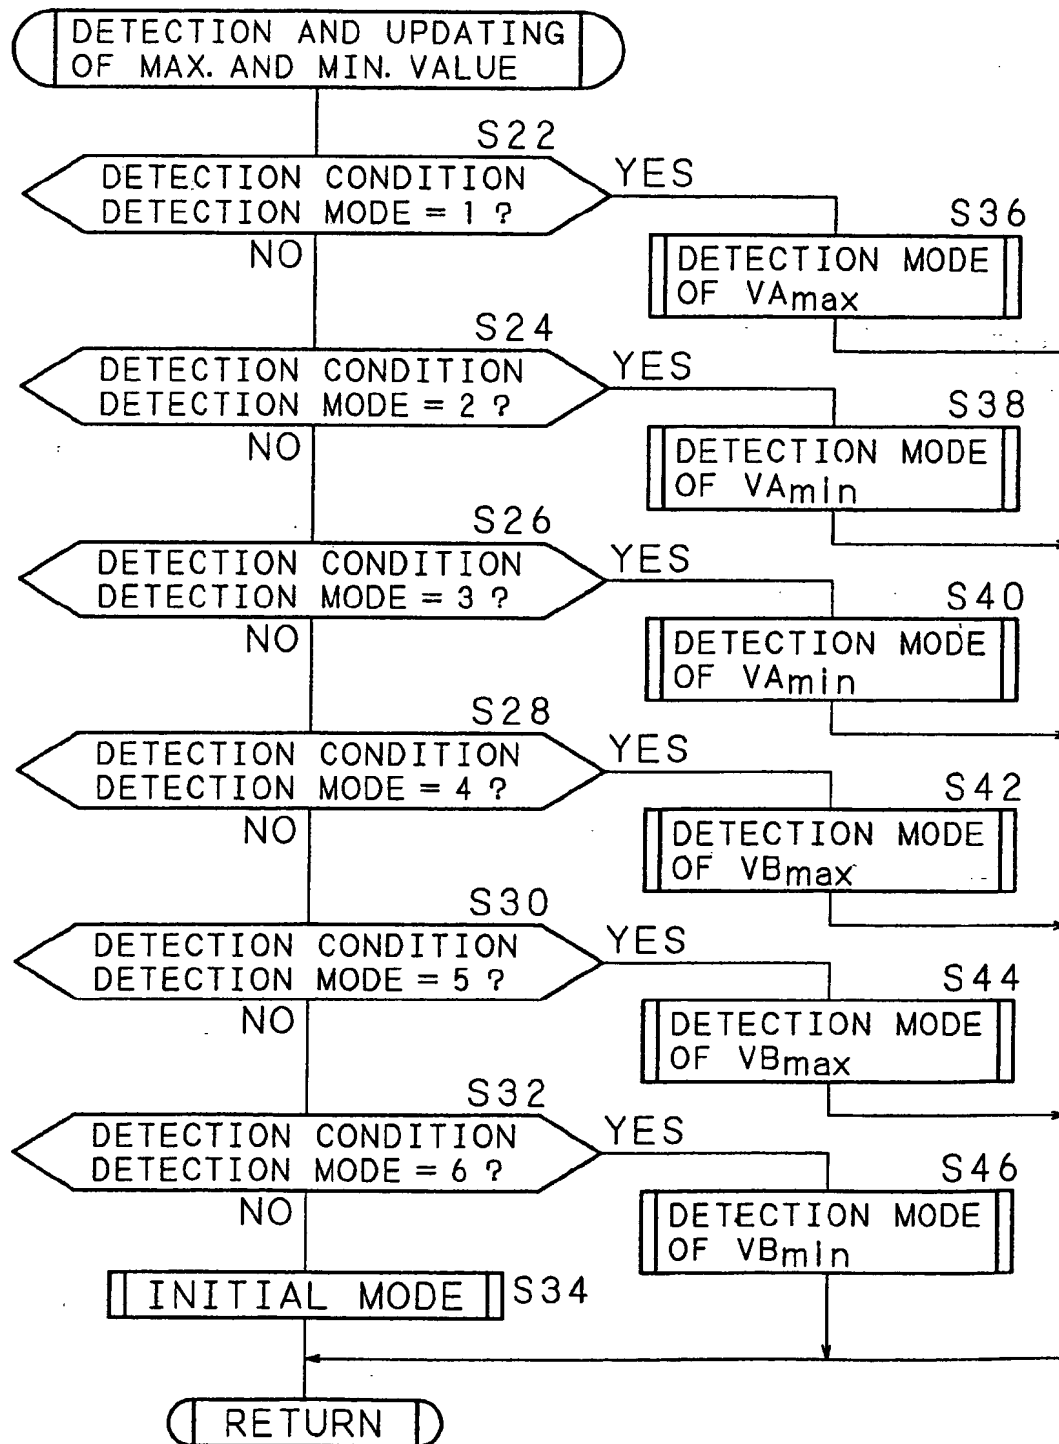 DETECTION AND UPDATING
OF MAX. AND MIN. VALUE
S22
DETECTION CONDITION
DETECTION MODE = 1 ?
YES
NO
S36
DETECTION MODE
OF VAmax
S24
DETECTION CONDITION
DETECTION MODE = 2 ?
YES
NO
S38
DETECTION MODE
OF VAmin
S26
DETECTION CONDITION
DETECTION MODE = 3 ?
YES
NO
S40
DETECTION MODE
OF VAmin
S28
DETECTION CONDITION
DETECTION MODE = 4 ?
YES
NO
S42
DETECTION MODE
OF VBmax
S30
DETECTION CONDITION
DETECTION MODE = 5 ?
YES
NO
S44
DETECTION MODE
OF VBmax
S32
DETECTION CONDITION
DETECTION MODE = 6 ?
YES
NO
S46
DETECTION MODE
OF VBmin
INITIAL MODE
S34
RETURN